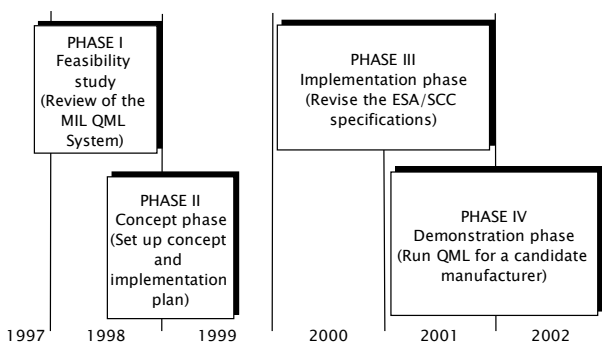 PHASE I
Feasibility
study
(Review of the
MIL QML
System)
PHASE III
Implementation phase
(Revise the ESA/SCC
specifications)
PHASE II
Concept phase
(Set up concept
and
implementation
plan)
PHASE IV
Demonstration phase
(Run QML for a candidate
manufacturer)
1997 1998 1999 2000 2001 2002